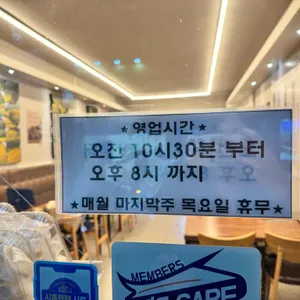 ★ 영업시간 ★
오전 10시30분 부터
오후 8시 까지
★매월 마지막주 목요일 휴무★
MEMBERS
CARE